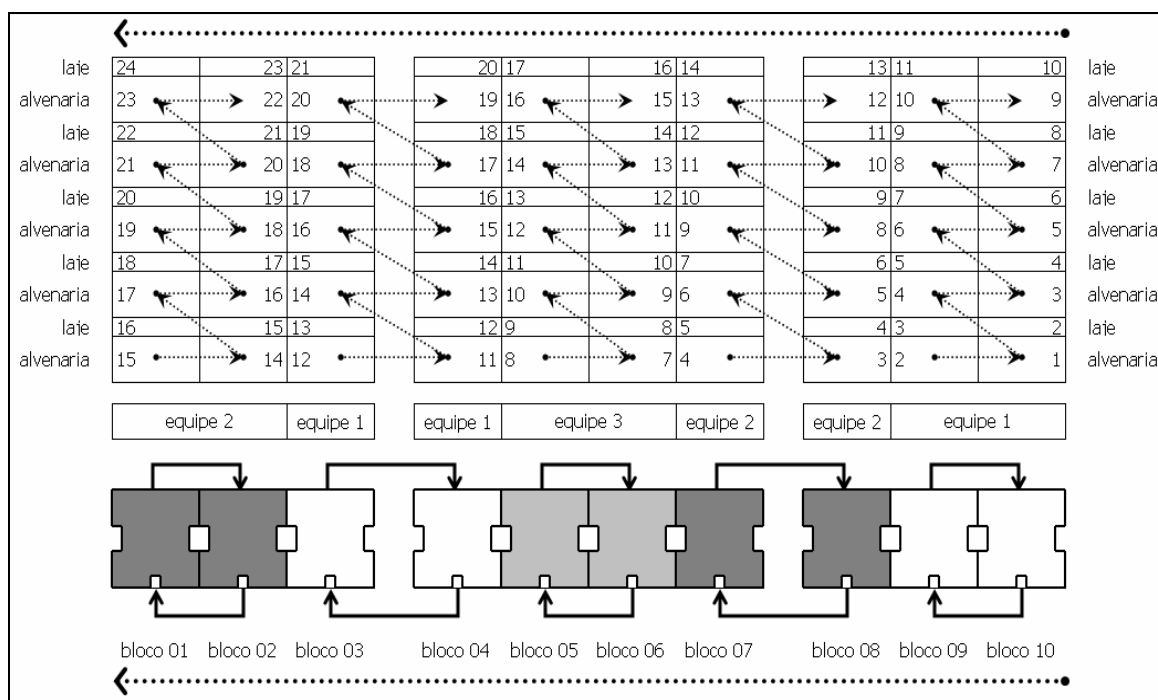 laje 24 23 21 20 17 16 14 13 11 10 laje
alvenaria 23 22 20 19 16 15 13 12 10 9 alvenaria
laje 22 21 19 18 15 14 12 11 9 8 laje
alvenaria 21 20 18 17 14 13 11 10 8 7 alvenaria
laje 20 19 17 16 13 12 10 9 7 6 laje
alvenaria 19 18 16 15 12 11 9 8 6 5 alvenaria
laje 18 17 15 14 11 10 7 6 5 4 laje
alvenaria 17 16 14 13 10 9 6 5 4 3 alvenaria
laje 16 15 13 12 9 8 5 4 3 2 laje
alvenaria 15 14 12 11 8 7 4 3 2 1 alvenaria
equipe 2 equipe 1 equipe 1 equipe 3 equipe 2 equipe 2 equipe 1
bloco 01 bloco 02 bloco 03 bloco 04 bloco 05 bloco 06 bloco 07 bloco 08 bloco 09 bloco 10